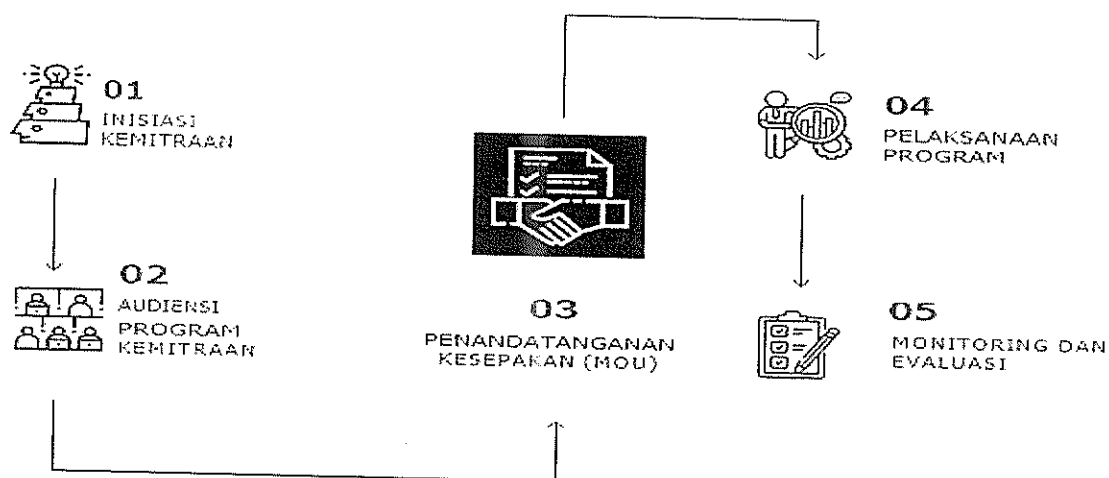 01
INISIASI
KEMITRAAN
02
AUDIENSI
PROGRAM
KEMITRAAN
03
PENANDATANGANAN
KESEPAKAN (MOU)
04
PELAKSANAAN
PROGRAM
05
MONITORING DAN
EVALUASI